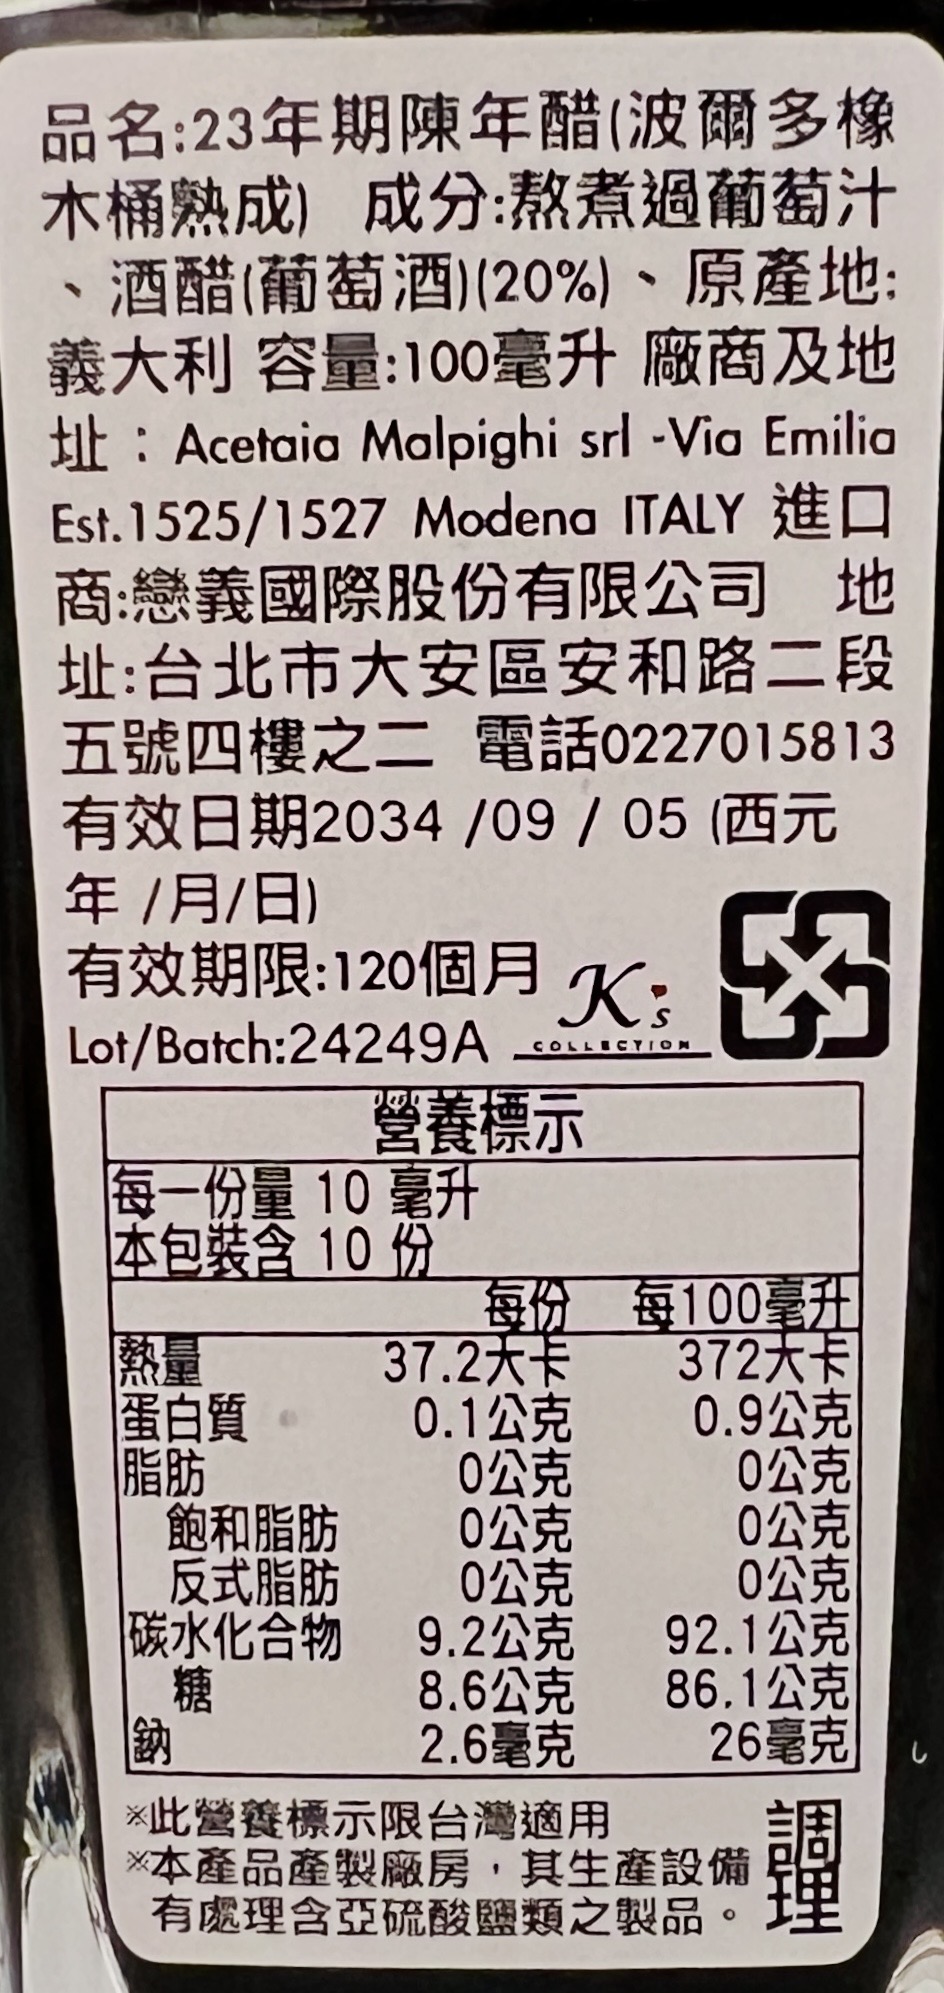 品名:23年期陳年醋(波爾多橡
木桶熟成) 成分:熬煮過葡萄汁
、酒醋(葡萄酒)(20%)、原產地:
義大利 容量:100毫升 廠商及地
址：Acetaia Malpighi srl -Via Emilia
Est.1525/1527 Modena ITALY 進口
商:戀義國際股份有限公司 地
址:台北市大安區安和路二段
五號四樓之二 電話0227015813
有效日期2034 /09 / 05 (西元
年 /月/日)
有效期限:120個月
Lot/Batch:24249A
K's
COLLECTION
營養標示
每一份量 10 毫升
本包裝含 10 份
每份 每100毫升
熱量 37.2大卡 372大卡
蛋白質 0.1公克 0.9公克
脂肪 0公克 0公克
飽和脂肪 0公克 0公克
反式脂肪 0公克 0公克
碳水化合物 9.2公克 92.1公克
糖 8.6公克 86.1公克
鈉 2.6毫克 26毫克
※此營養標示限台灣適用
※本產品產製廠房，其生產設備
有處理含亞硫酸鹽類之製品。
調理